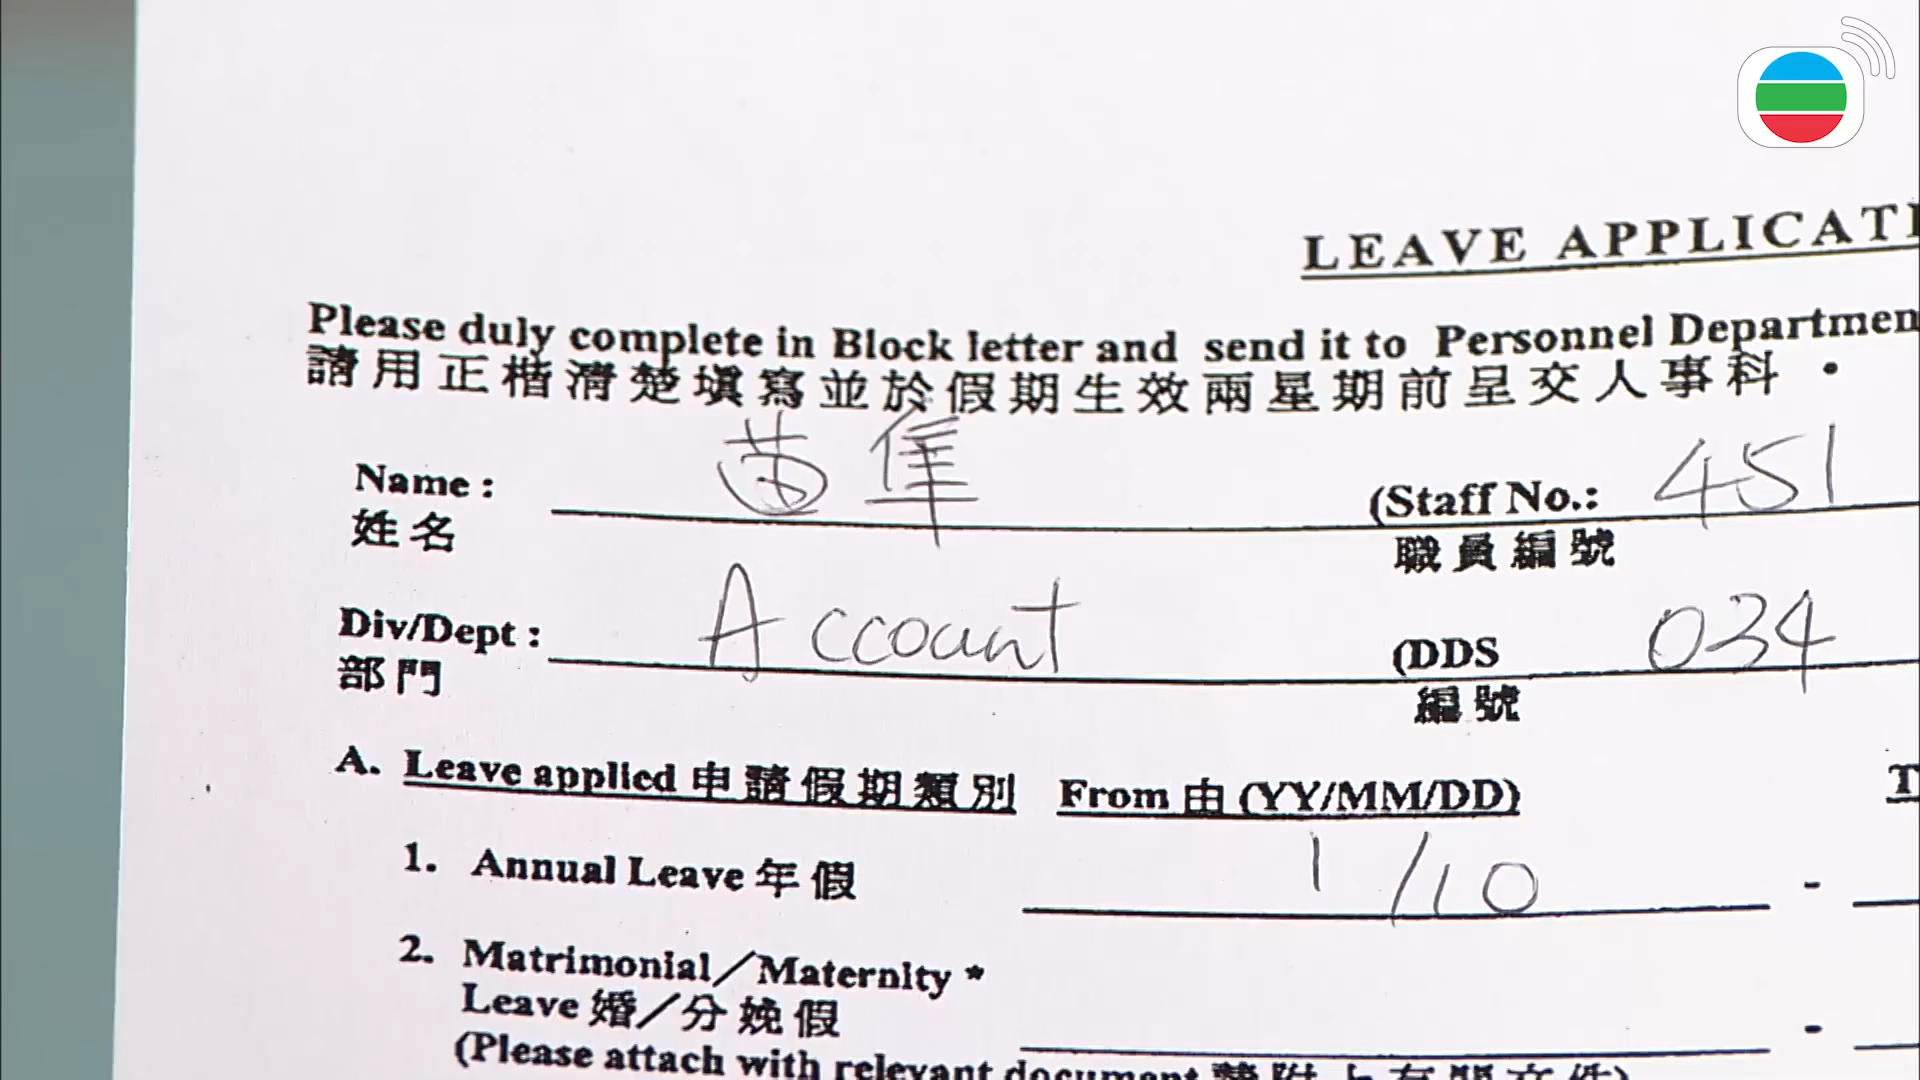 LEAVE APPLICATI
Please duly complete in Block letter and send it to Personnel Departmen
請用正楷清楚填寫並於假期生效兩星期前呈交人事科。
Name : 苗隼 (Staff No.: 451
姓名 職員編號
Div/Dept : Account (DDS 034
部門 編號
A. Leave applied 申請假期類別 From 由 (YY/MM/DD) T
1. Annual Leave 年假 1/10 -
2. Matrimonial／Maternity *
Leave 婚／分娩假 -
(Please attach with relevant document 請附上有關文件)